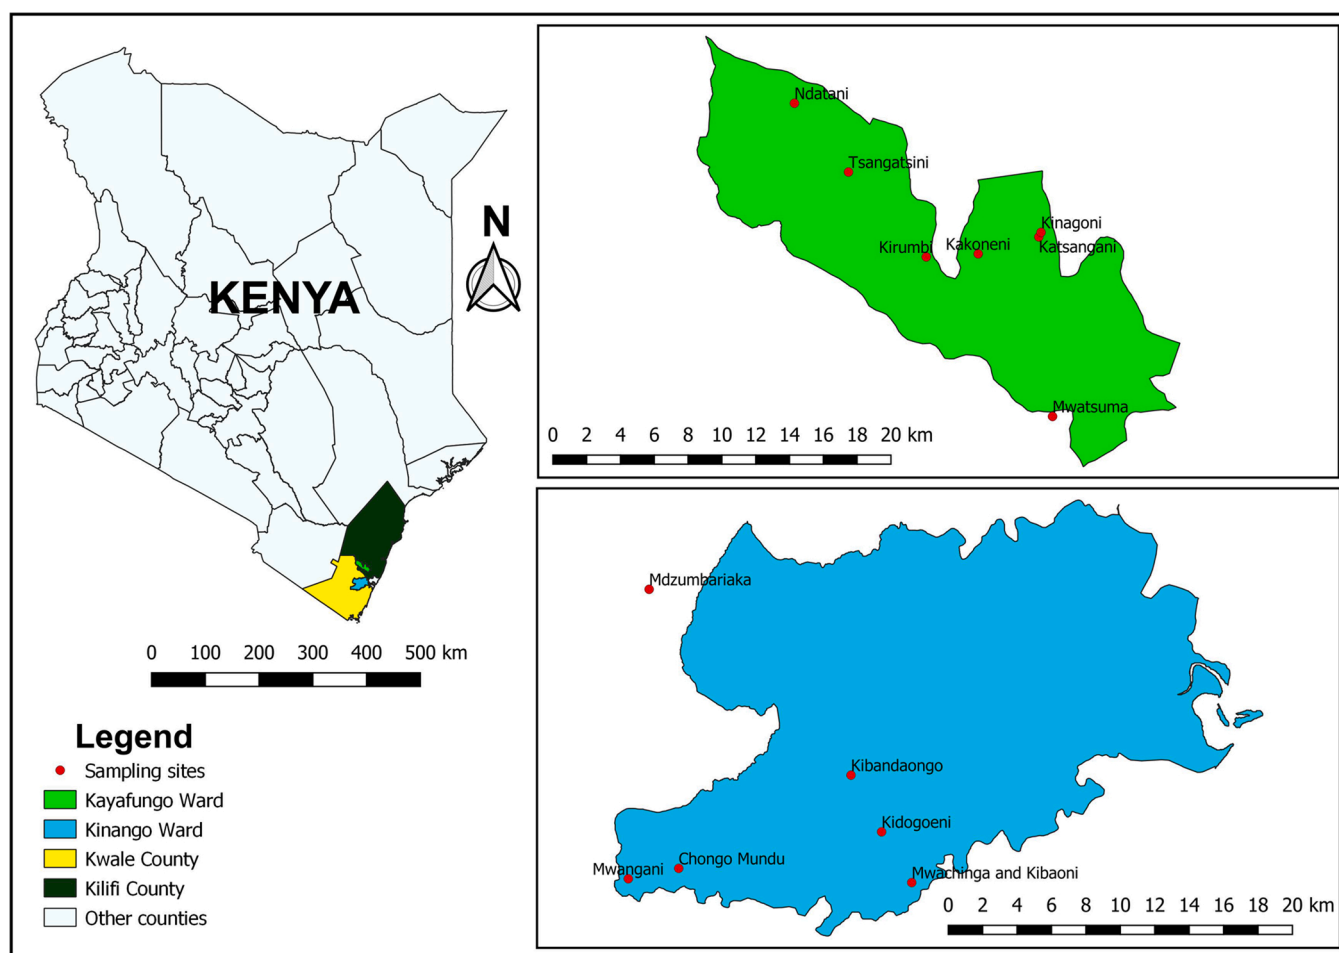 N
KENYA
0 100 200 300 400 500 km
Legend
Sampling sites
Kayafungo Ward
Kinango Ward
Kwale County
Kilifi County
Other counties
Ndatani
Tsangatsini
Kinagoni
Kirumbi
Kakoneni
Katsangani
Mwatsuma
0 2 4 6 8 10 12 14 16 18 20 km
Mdzumbariaka
Kibandaongo
Kidogoeni
Chongo Mundu
Mwangani
Mwachinga and Kibaoni
0 2 4 6 8 10 12 14 16 18 20 km